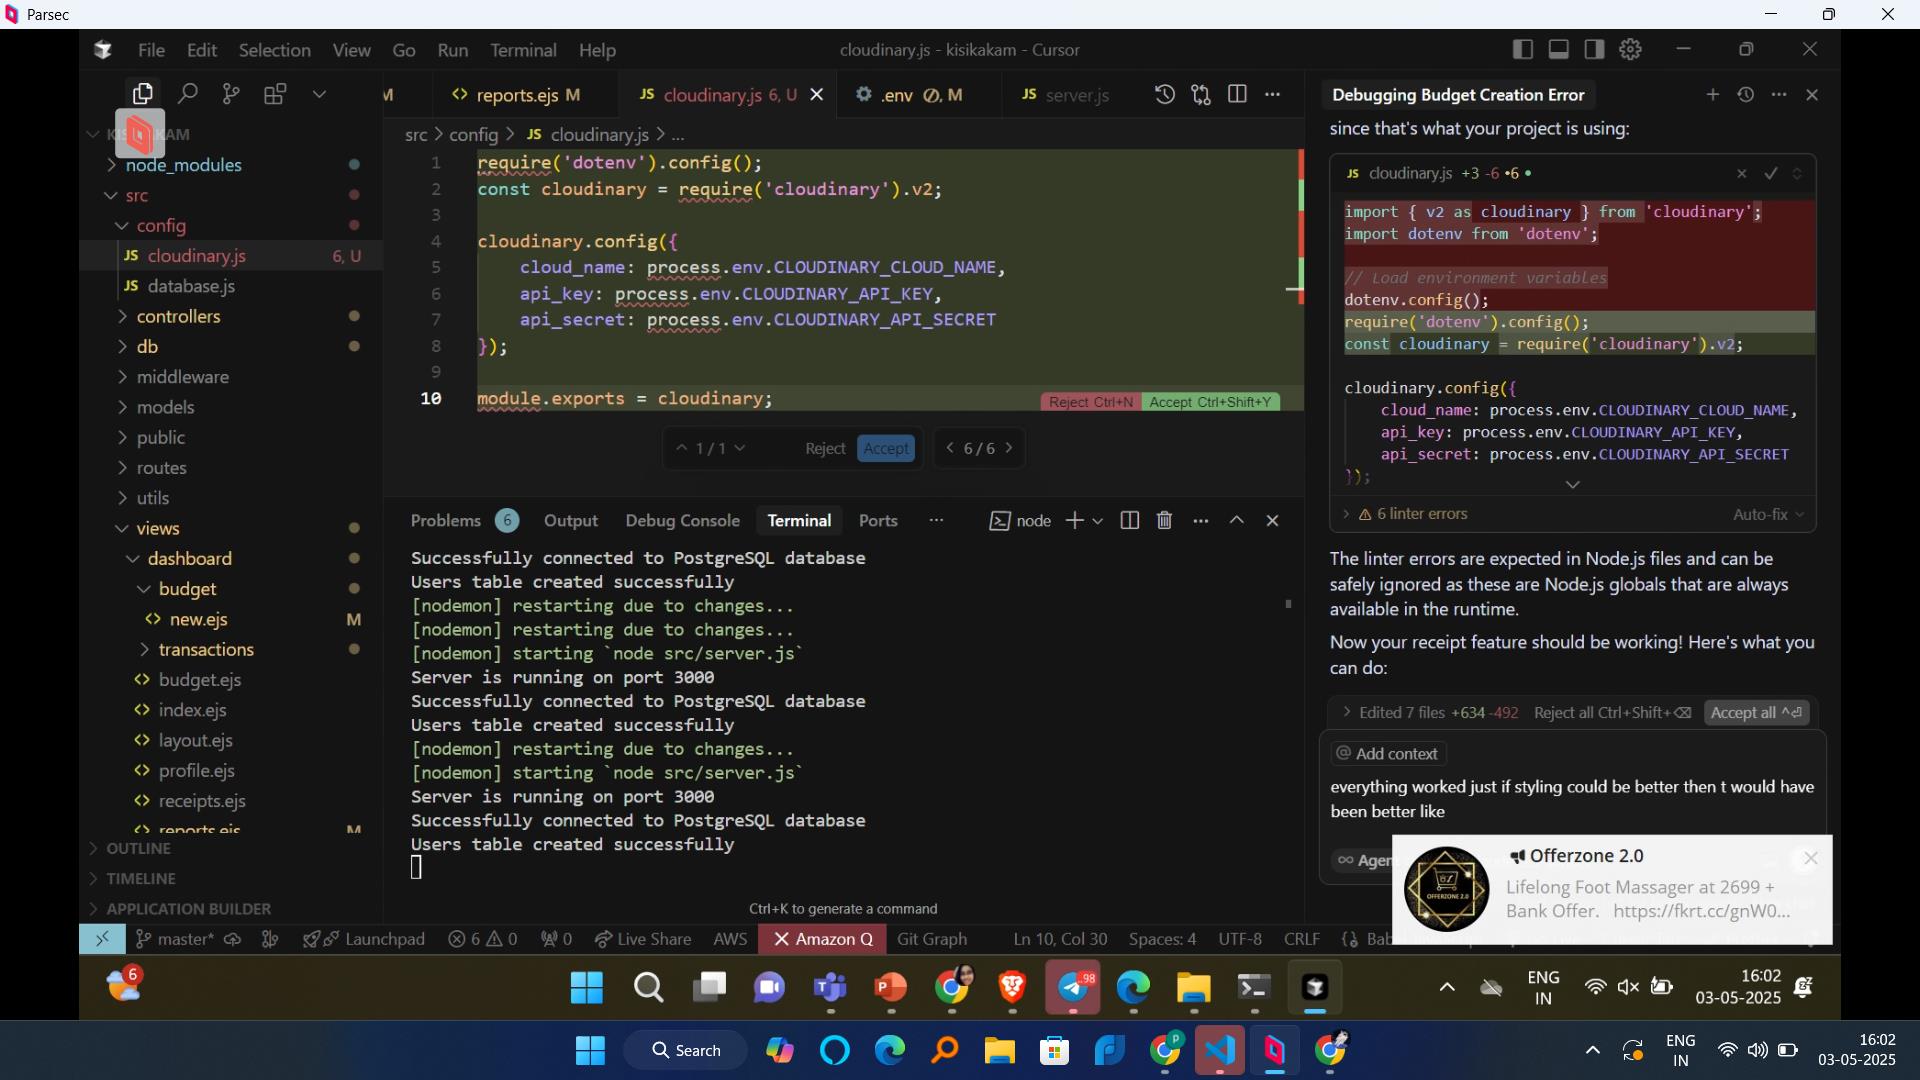 Parsec
File Edit Selection View Go Run Terminal Help
cloudinary.js - kisikakam - Cursor
M
<> reports.ejs M
JS cloudinary.js 6, U
.env M
JS server.js
src > config > JS cloudinary.js > ...
node_modules
src
config
JS cloudinary.js 6, U
JS database.js
controllers
db
middleware
models
public
routes
utils
views
dashboard
budget
<> new.ejs M
transactions
<> budget.ejs
<> index.ejs
<> layout.ejs
<> profile.ejs
<> receipts.ejs
<> reports.ejs M
OUTLINE
TIMELINE
APPLICATION BUILDER
1 require('dotenv').config();
2 const cloudinary = require('cloudinary').v2;
3
4 cloudinary.config({
5 cloud_name: process.env.CLOUDINARY_CLOUD_NAME,
6 api_key: process.env.CLOUDINARY_API_KEY,
7 api_secret: process.env.CLOUDINARY_API_SECRET
8 });
9
10 module.exports = cloudinary;
Reject Ctrl+N Accept Ctrl+Shift+Y
1 / 1 Reject Accept < 6 / 6 >
Problems 6 Output Debug Console Terminal Ports ... node
Successfully connected to PostgreSQL database
Users table created successfully
[nodemon] restarting due to changes...
[nodemon] restarting due to changes...
[nodemon] starting `node src/server.js`
Server is running on port 3000
Successfully connected to PostgreSQL database
Users table created successfully
[nodemon] restarting due to changes...
[nodemon] starting `node src/server.js`
Server is running on port 3000
Successfully connected to PostgreSQL database
Users table created successfully
Ctrl+K to generate a command
Debugging Budget Creation Error
since that's what your project is using:
JS cloudinary.js +3 -6 •6 •
import { v2 as cloudinary } from 'cloudinary';
import dotenv from 'dotenv';
// Load environment variables
dotenv.config();
require('dotenv').config();
const cloudinary = require('cloudinary').v2;
cloudinary.config({
cloud_name: process.env.CLOUDINARY_CLOUD_NAME,
api_key: process.env.CLOUDINARY_API_KEY,
api_secret: process.env.CLOUDINARY_API_SECRET
});
> 6 linter errors Auto-fix
The linter errors are expected in Node.js files and can be
safely ignored as these are Node.js globals that are always
available in the runtime.
Now your receipt feature should be working! Here's what you
can do:
> Edited 7 files +634 -492 Reject all Ctrl+Shift+⌫ Accept all ^⏎
@ Add context
everything worked just if styling could be better then t would have
been better like
∞ Agen
Offerzone 2.0
Lifelong Foot Massager at 2699 +
Bank Offer. https://fkrt.cc/gnW0...
OFFERZONE 2.0
master* Launchpad 6 0 0 Live Share AWS Amazon Q Git Graph Ln 10, Col 30 Spaces: 4 UTF-8 CRLF {} Bab
6
98
ENG
IN
16:02
03-05-2025
Search
P
ENG
IN
16:02
03-05-2025